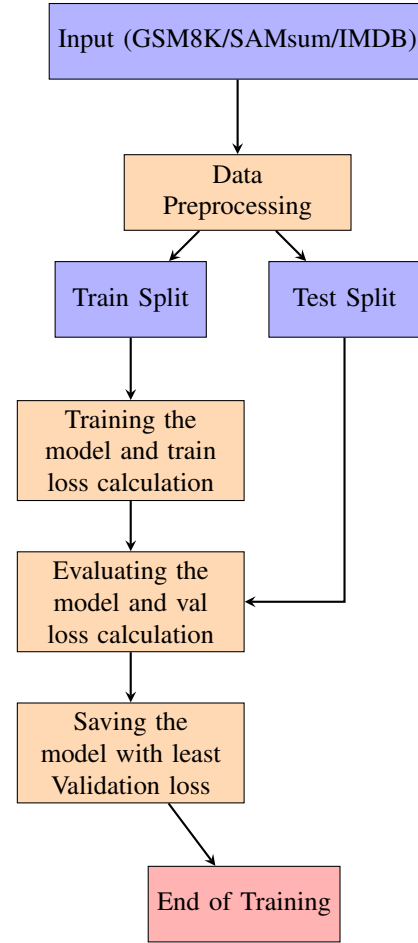 Input (GSM8K/SAMsum/IMDB)
Data
Preprocessing
Train Split
Test Split
Training the
model and train
loss calculation
Evaluating the
model and val
loss calculation
Saving the
model with least
Validation loss
End of Training